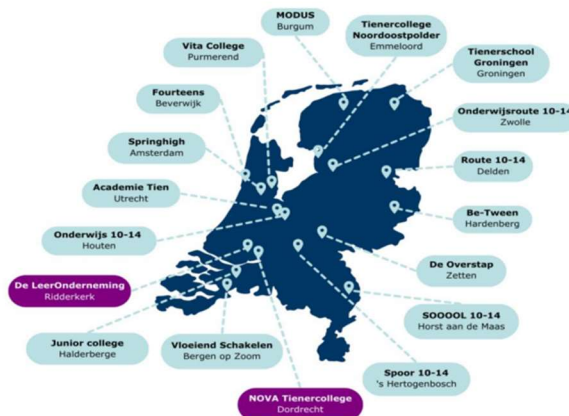 MODUS
Burgum
Tienercollege
Noordoostpolder
Emmeloord
Vita College
Purmerend
Tienerschool
Groningen
Groningen
Fourteens
Beverwijk
Onderwijsroute 10-14
Zwolle
Springhigh
Amsterdam
Route 10-14
Delden
Academie Tien
Utrecht
Be-Tween
Hardenberg
Onderwijs 10-14
Houten
De Overstap
Zetten
De LeerOnderneming
Ridderkerk
SOOOOL 10-14
Horst aan de Maas
Junior college
Halderberge
Vloeiend Schakelen
Bergen op Zoom
Spoor 10-14
's Hertogenbosch
NOVA Tienercollege
Dordrecht